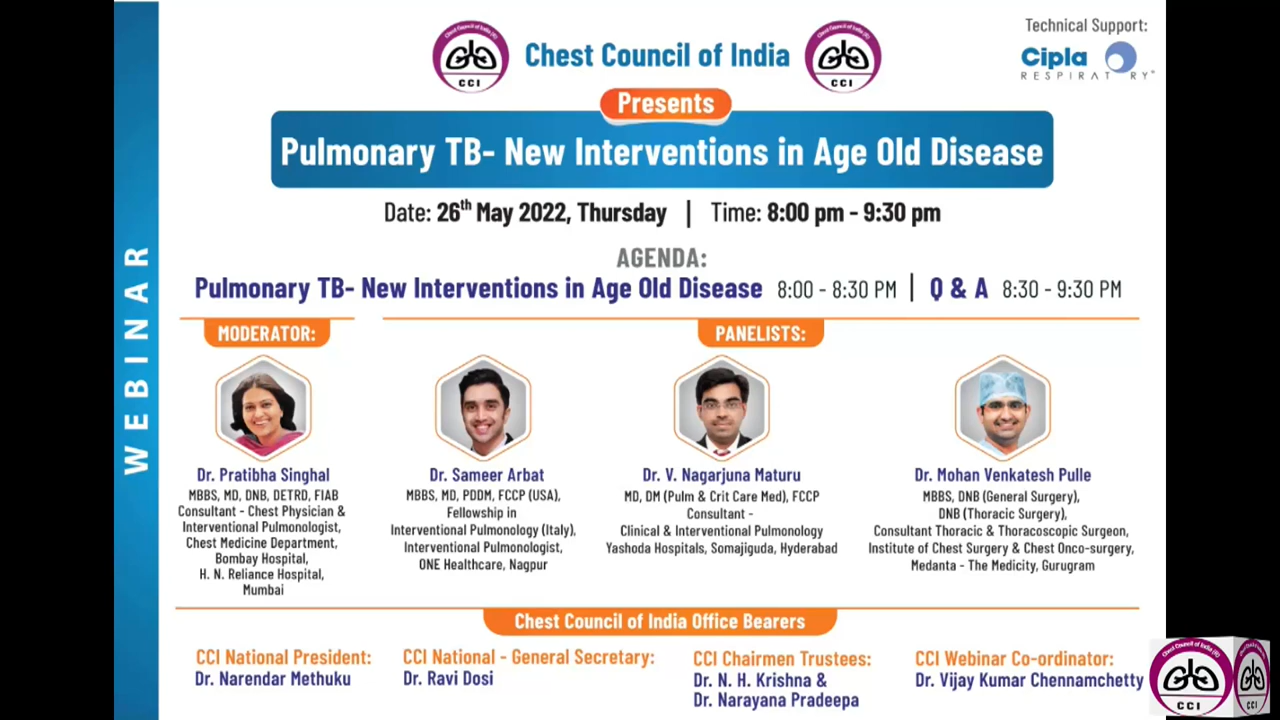 WEBINAR
Technical Support:
Cipla
RESPIRATORY
Chest Council of India
CCI
CCI
Presents
Pulmonary TB- New Interventions in Age Old Disease
Date: 26th May 2022, Thursday | Time: 8:00 pm - 9:30 pm
AGENDA:
Pulmonary TB- New Interventions in Age Old Disease 8:00 - 8:30 PM | Q & A 8:30 - 9:30 PM
MODERATOR:
Dr. Pratibha Singhal
MBBS, MD, DNB, DETRD, FIAB
Consultant - Chest Physician &
Interventional Pulmonologist,
Chest Medicine Department,
Bombay Hospital,
H. N. Reliance Hospital,
Mumbai
PANELISTS:
Dr. Sameer Arbat
MBBS, MD, PDDM, FCCP (USA),
Fellowship in
Interventional Pulmonology (Italy),
Interventional Pulmonologist,
ONE Healthcare, Nagpur
Dr. V. Nagarjuna Maturu
MD, DM (Pulm & Crit Care Med), FCCP
Consultant -
Clinical & Interventional Pulmonology
Yashoda Hospitals, Somajiguda, Hyderabad
Dr. Mohan Venkatesh Pulle
MBBS, DNB (General Surgery),
DNB (Thoracic Surgery),
Consultant Thoracic & Thoracoscopic Surgeon,
Institute of Chest Surgery & Chest Onco-surgery,
Medanta - The Medicity, Gurugram
Chest Council of India Office Bearers
CCI National President:
Dr. Narendar Methuku
CCI National - General Secretary:
Dr. Ravi Dosi
CCI Chairmen Trustees:
Dr. N. H. Krishna &
Dr. Narayana Pradeepa
CCI Webinar Co-ordinator:
Dr. Vijay Kumar Chennamchetty
CCI
CCI